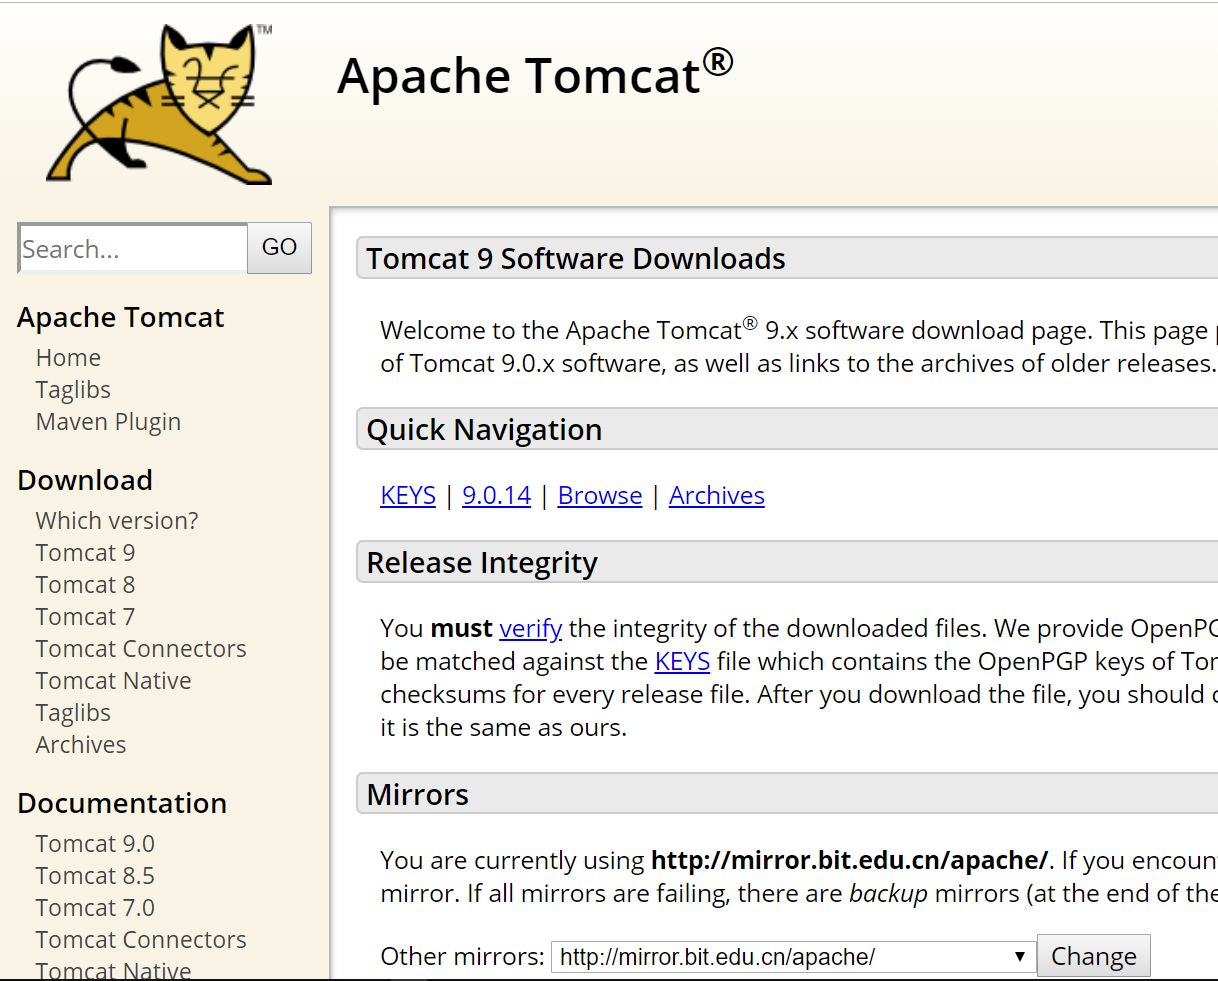 TM
Apache Tomcat®
Search...
GO
Apache Tomcat
Home
Taglibs
Maven Plugin
Download
Which version?
Tomcat 9
Tomcat 8
Tomcat 7
Tomcat Connectors
Tomcat Native
Taglibs
Archives
Documentation
Tomcat 9.0
Tomcat 8.5
Tomcat 7.0
Tomcat Connectors
Tomcat Native
Tomcat 9 Software Downloads
Welcome to the Apache Tomcat® 9.x software download page. This page p
of Tomcat 9.0.x software, as well as links to the archives of older releases.
Quick Navigation
KEYS | 9.0.14 | Browse | Archives
Release Integrity
You must verify the integrity of the downloaded files. We provide OpenPG
be matched against the KEYS file which contains the OpenPGP keys of Tom
checksums for every release file. After you download the file, you should c
it is the same as ours.
Mirrors
You are currently using http://mirror.bit.edu.cn/apache/. If you encoun
mirror. If all mirrors are failing, there are backup mirrors (at the end of the
Other mirrors: http://mirror.bit.edu.cn/apache/ ▼ Change